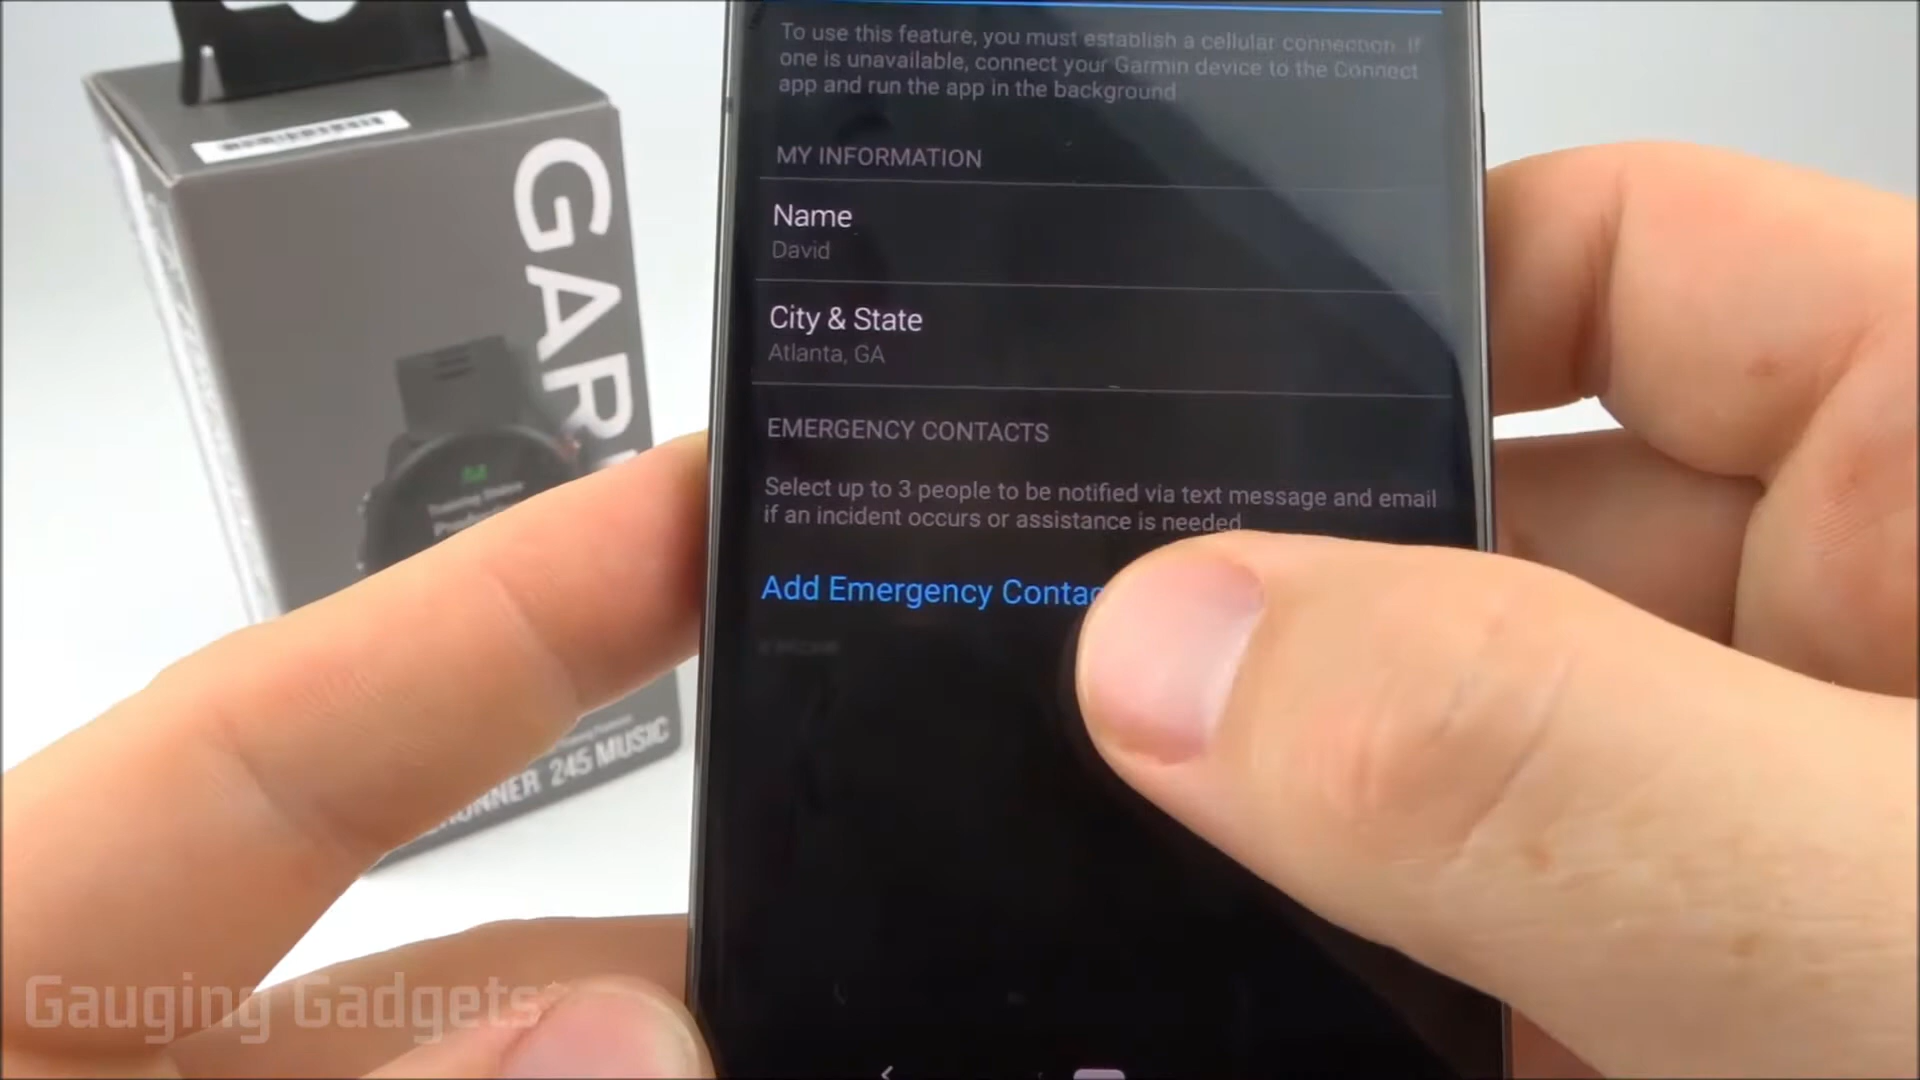 To use this feature, you must establish a cellular connection. If
one is unavailable, connect your Garmin device to the Connect
app and run the app in the background
MY INFORMATION
Name
David
City & State
Atlanta, GA
EMERGENCY CONTACTS
Select up to 3 people to be notified via text message and email
if an incident occurs or assistance is needed
Add Emergency Contac
GAR
RUNNER 245 MUSIC
Gauging Gadgets